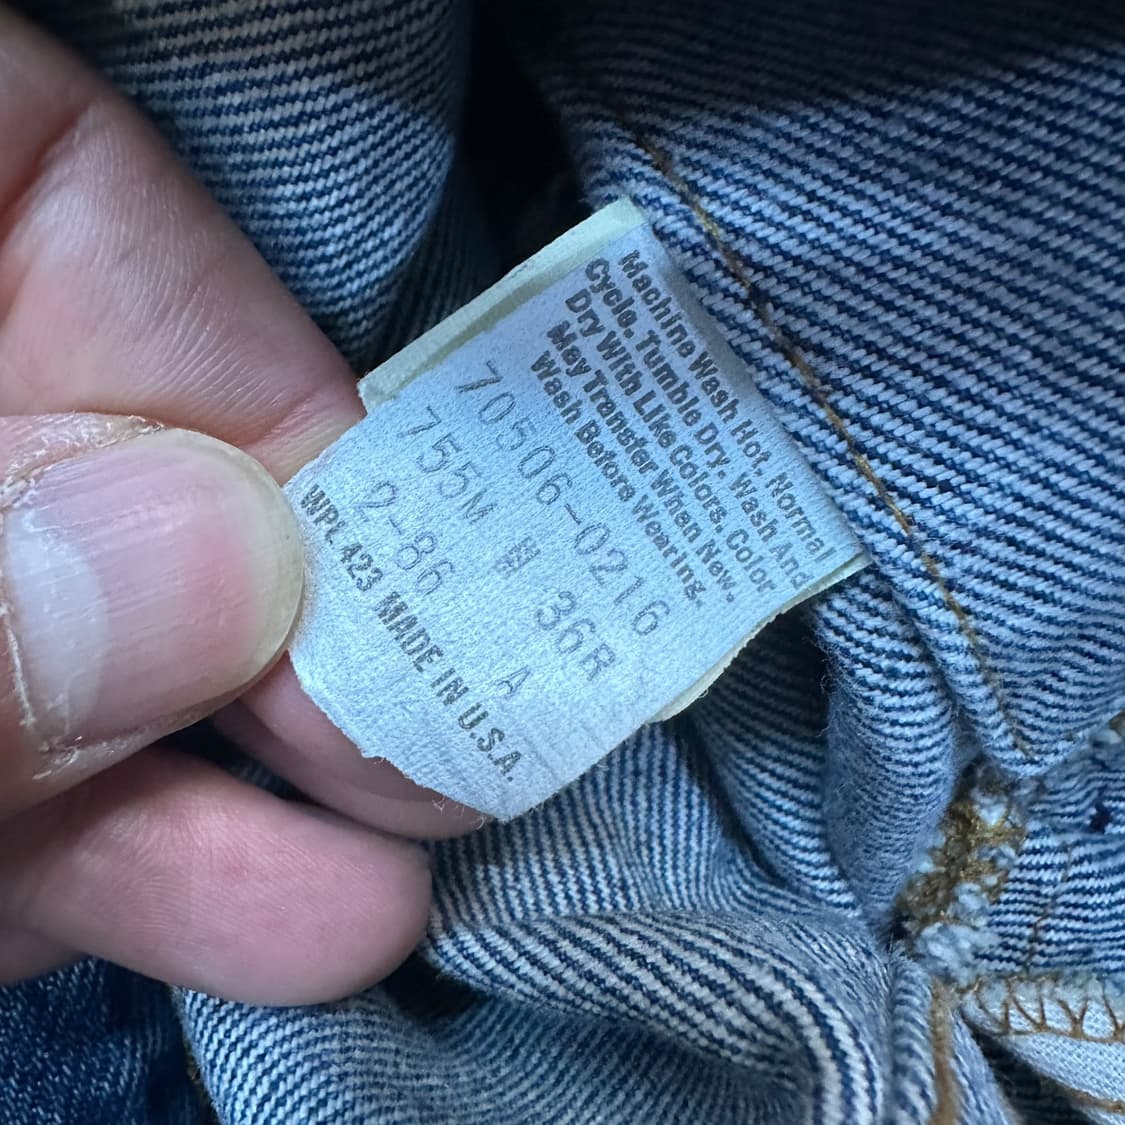 Machine Wash Hot, Normal
Cycle. Tumble Dry. Wash And
Dry With Like Colors, Color
May Transfer When New.
Wash Before Wearing.
70506-0216
755M W 36R
2-86 A
WPL 423 MADE IN U.S.A.